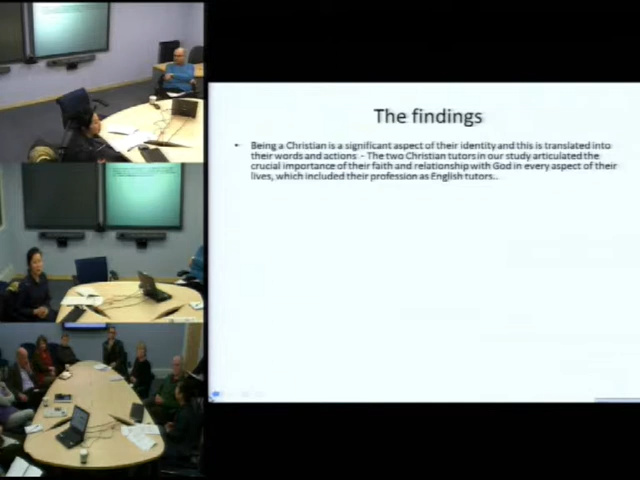 The findings
• Being a Christian is a significant aspect of their identity and this is translated into
their words and actions - The two Christian tutors in our study articulated the
crucial importance of their faith and relationship with God in every aspect of their
lives, which included their profession as English tutors..